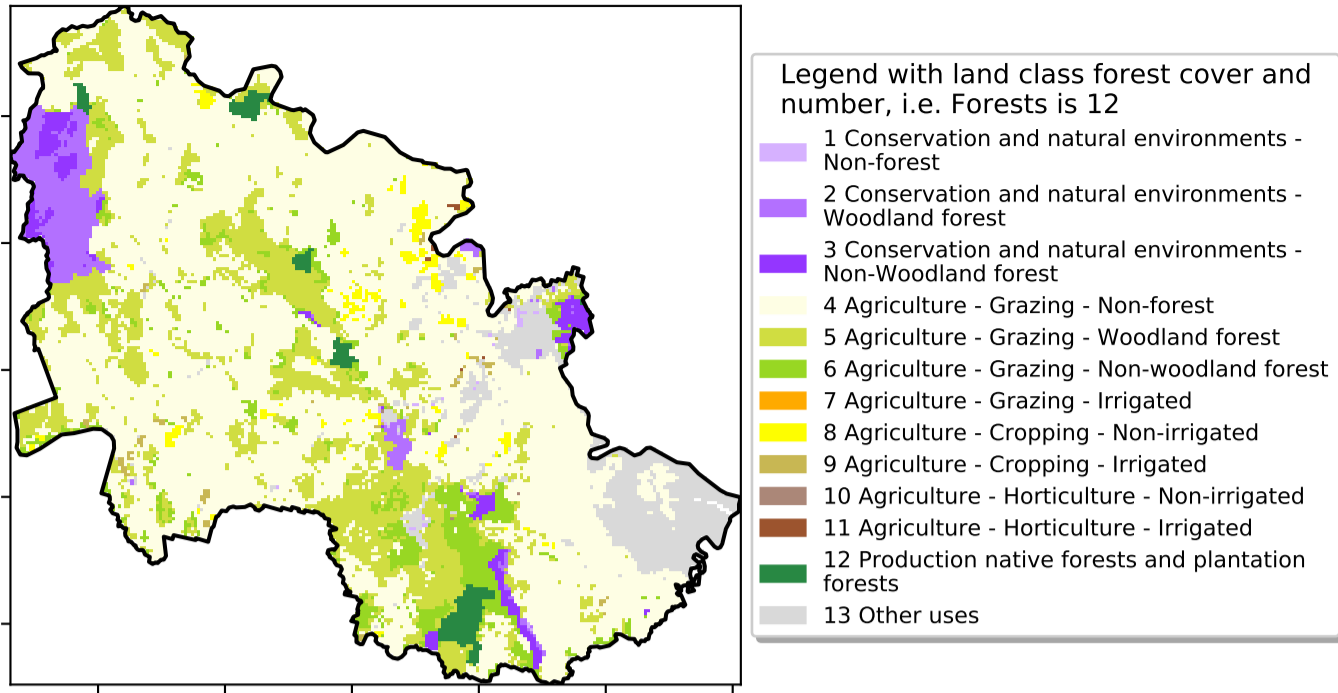 Legend with land class forest cover and
number, i.e. Forests is 12
1 Conservation and natural environments -
Non-forest
2 Conservation and natural environments -
Woodland forest
3 Conservation and natural environments -
Non-Woodland forest
4 Agriculture - Grazing - Non-forest
5 Agriculture - Grazing - Woodland forest
6 Agriculture - Grazing - Non-woodland forest
7 Agriculture - Grazing - Irrigated
8 Agriculture - Cropping - Non-irrigated
9 Agriculture - Cropping - Irrigated
10 Agriculture - Horticulture - Non-irrigated
11 Agriculture - Horticulture - Irrigated
12 Production native forests and plantation
forests
13 Other uses